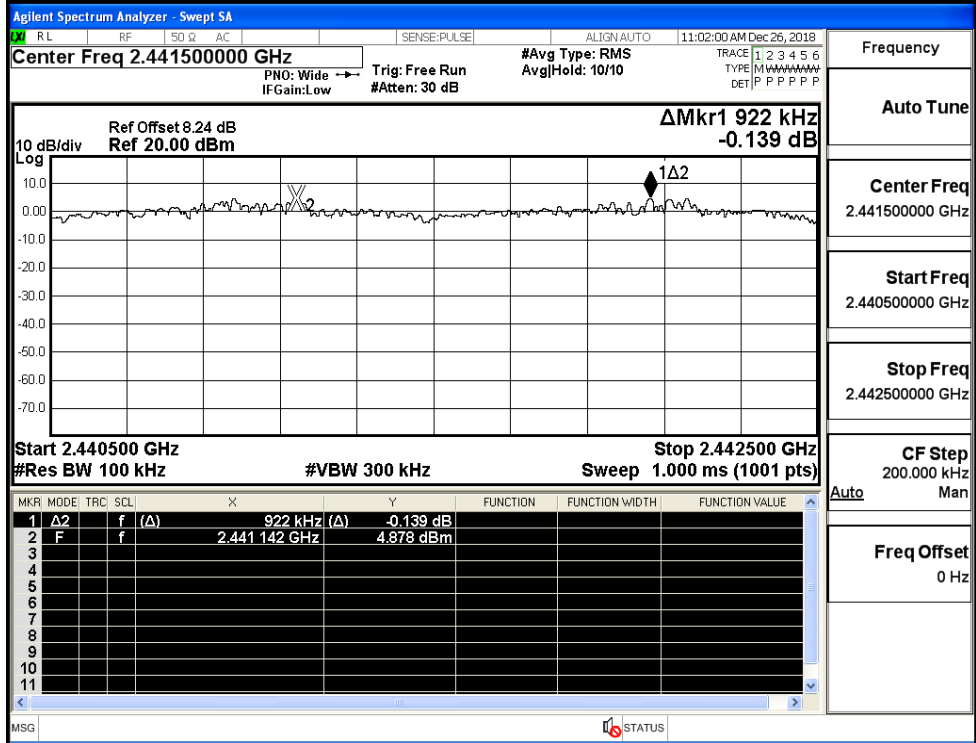 Agilent Spectrum Analyzer - Swept SA
LXI RL RF 50 Ω AC SENSE:PULSE ALIGN AUTO 11:02:00 AM Dec 26, 2018
Center Freq 2.441500000 GHz
PNO: Wide
IFGain:Low
Trig: Free Run
#Atten: 30 dB
#Avg Type: RMS
Avg|Hold: 10/10
TRACE 1 2 3 4 5 6
TYPE M W W W W W
DET P P P P P P
ΔMkr1 922 kHz
-0.139 dB
Ref Offset 8.24 dB
10 dB/div Ref 20.00 dBm
Log
10.0
0.00
-10.0
-20.0
-30.0
-40.0
-50.0
-60.0
-70.0
2
1Δ2
Start 2.440500 GHz Stop 2.442500 GHz
#Res BW 100 kHz #VBW 300 kHz Sweep 1.000 ms (1001 pts)
MKR MODE TRC SCL X Y FUNCTION FUNCTION WIDTH FUNCTION VALUE
1 Δ2 f (Δ) 922 kHz (Δ) -0.139 dB
2 F f 2.441 142 GHz 4.878 dBm
3
4
5
6
7
8
9
10
11
MSG STATUS
Frequency
Auto Tune
Center Freq
2.441500000 GHz
Start Freq
2.440500000 GHz
Stop Freq
2.442500000 GHz
CF Step
200.000 kHz
Auto Man
Freq Offset
0 Hz